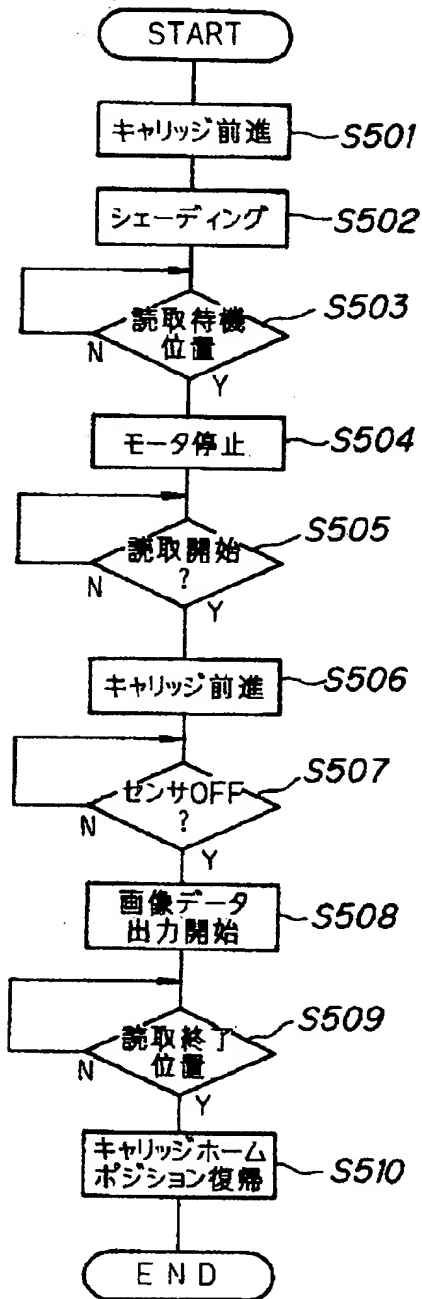 START
キャリッジ前進
S501
シェーディング
S502
読取待機
位置
S503
N
Y
モータ停止
S504
読取開始
?
S505
N
Y
キャリッジ前進
S506
センサOFF
?
S507
N
Y
画像データ
出力開始
S508
読取終了
位置
S509
N
Y
キャリッジホーム
ポジション復帰
S510
END